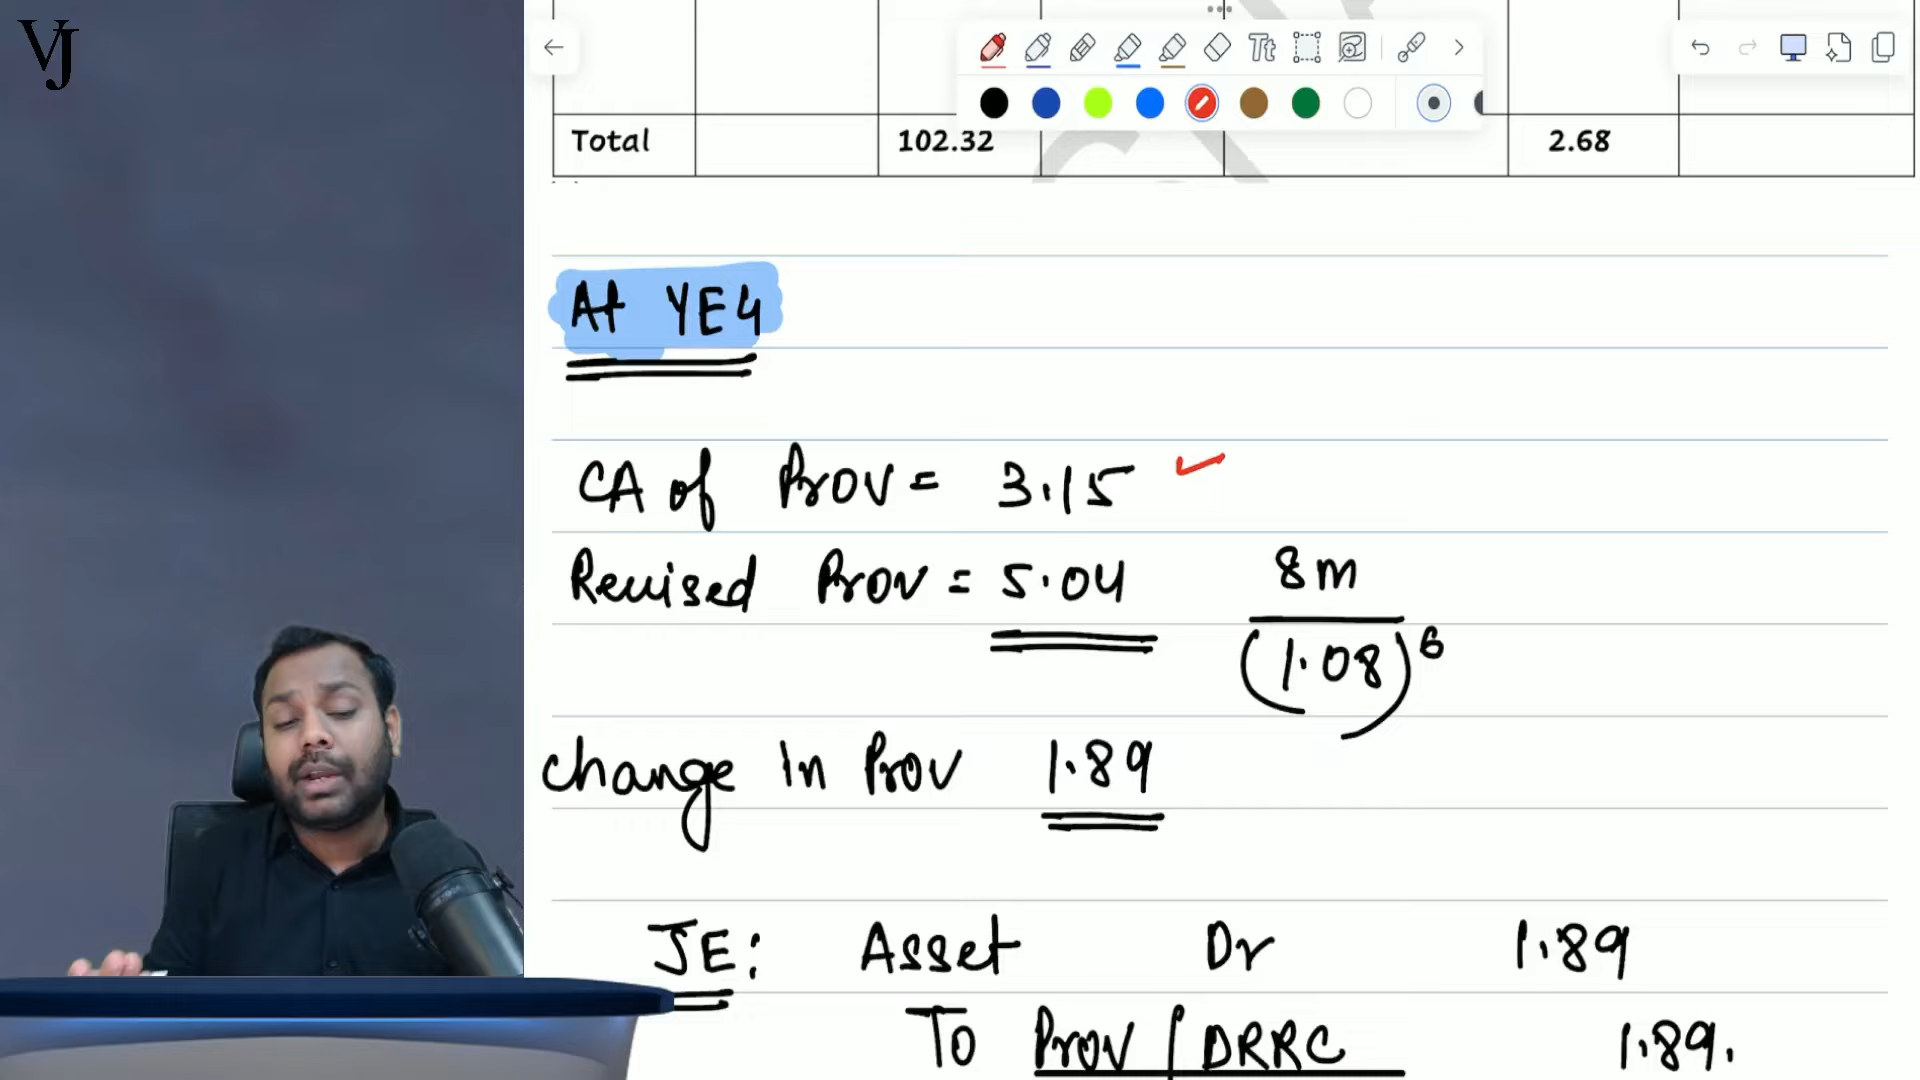 VJ
Tt
Total 102.32 2.68
At YE4
CA of Prov = 3.15
Revised Prov = 5.04 8m
(1.08)6
Change in Prov 1.89
JE: Asset Dr 1.89
To Prov / DRRC 1.89.